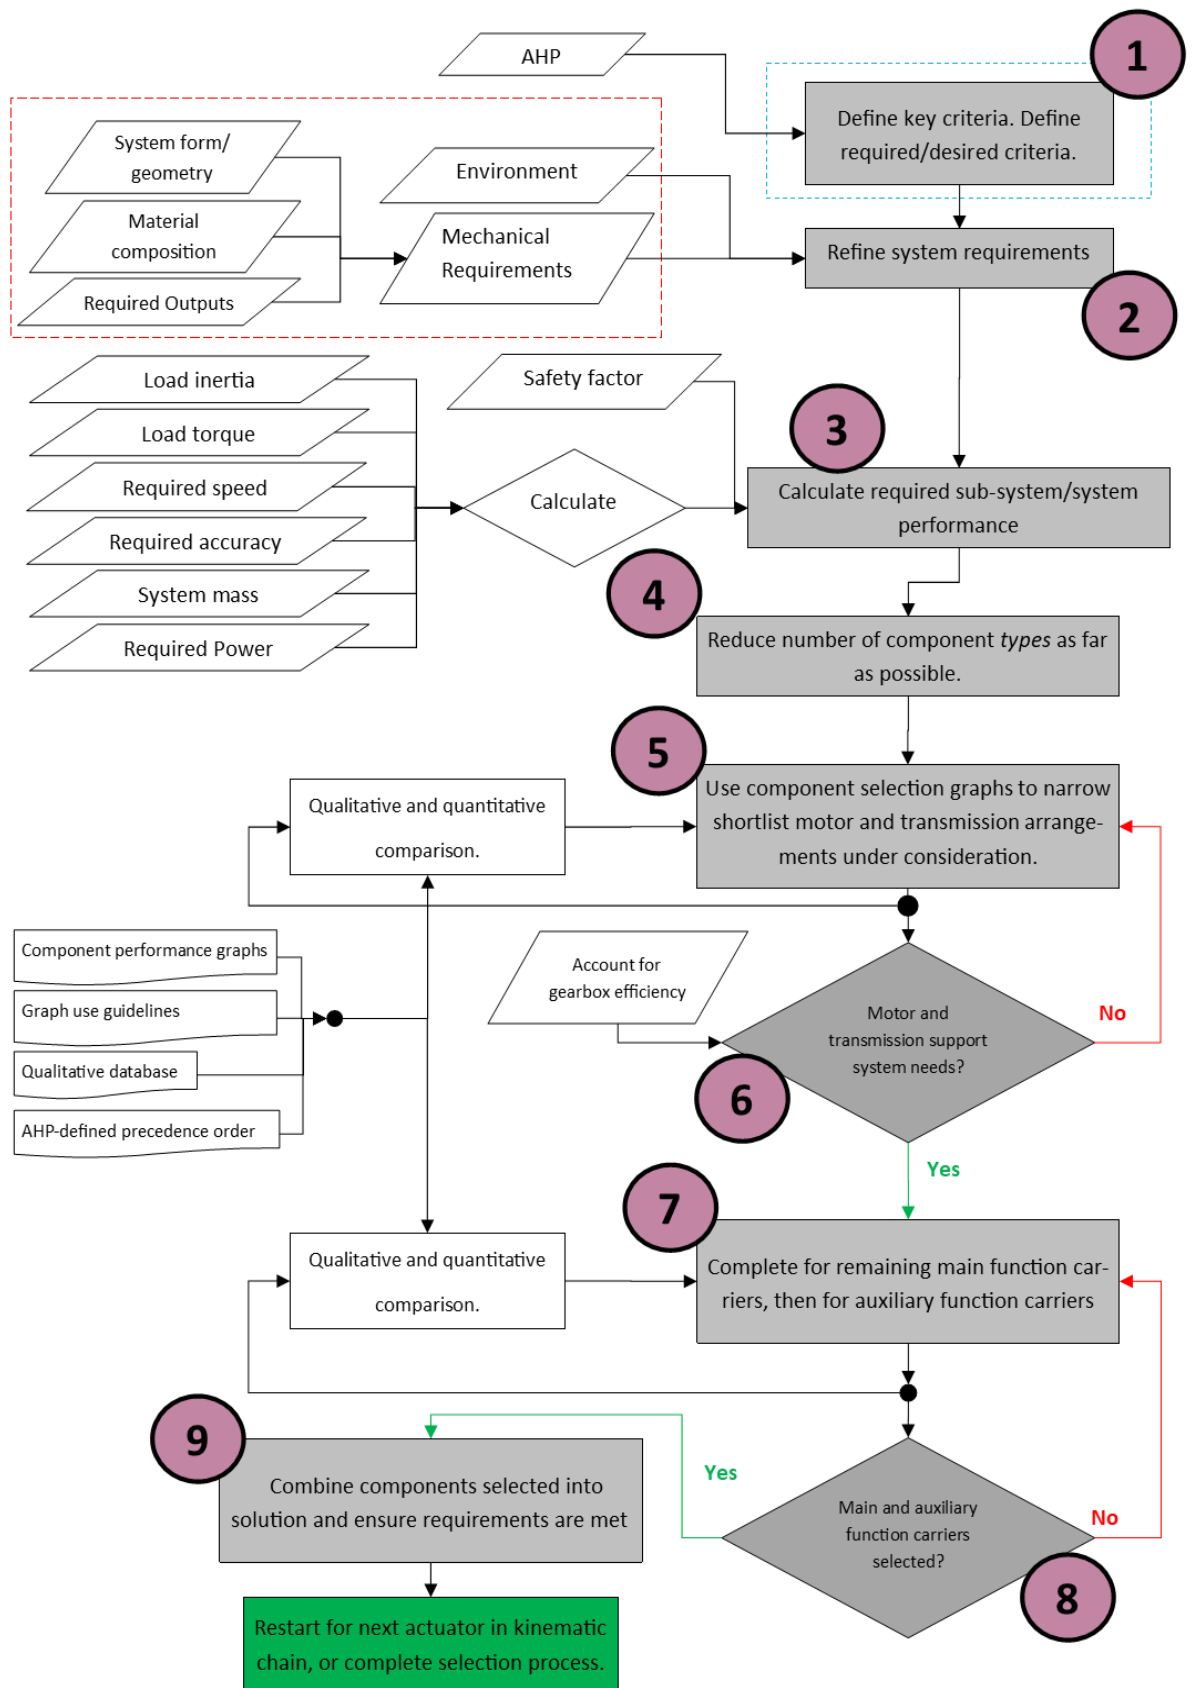 AHP
1
Define key criteria. Define
required/desired criteria.
System form/
geometry
Environment
Material
composition
Mechanical
Requirements
Refine system requirements
Required Outputs
2
Load inertia
Safety factor
3
Load torque
Required speed
Calculate
Calculate required sub-system/system
performance
Required accuracy
System mass
4
Required Power
Reduce number of component types as far
as possible.
5
Qualitative and quantitative
comparison.
Use component selection graphs to narrow
shortlist motor and transmission arrange-
ments under consideration.
Component performance graphs
Graph use guidelines
Qualitative database
AHP-defined precedence order
Account for
gearbox efficiency
Motor and
transmission support
system needs?
No
6
Yes
7
Qualitative and quantitative
comparison.
Complete for remaining main function car-
riers, then for auxiliary function carriers
9
Combine components selected into
solution and ensure requirements are met
Yes
Main and auxiliary
function carriers
selected?
No
8
Restart for next actuator in kinematic
chain, or complete selection process.